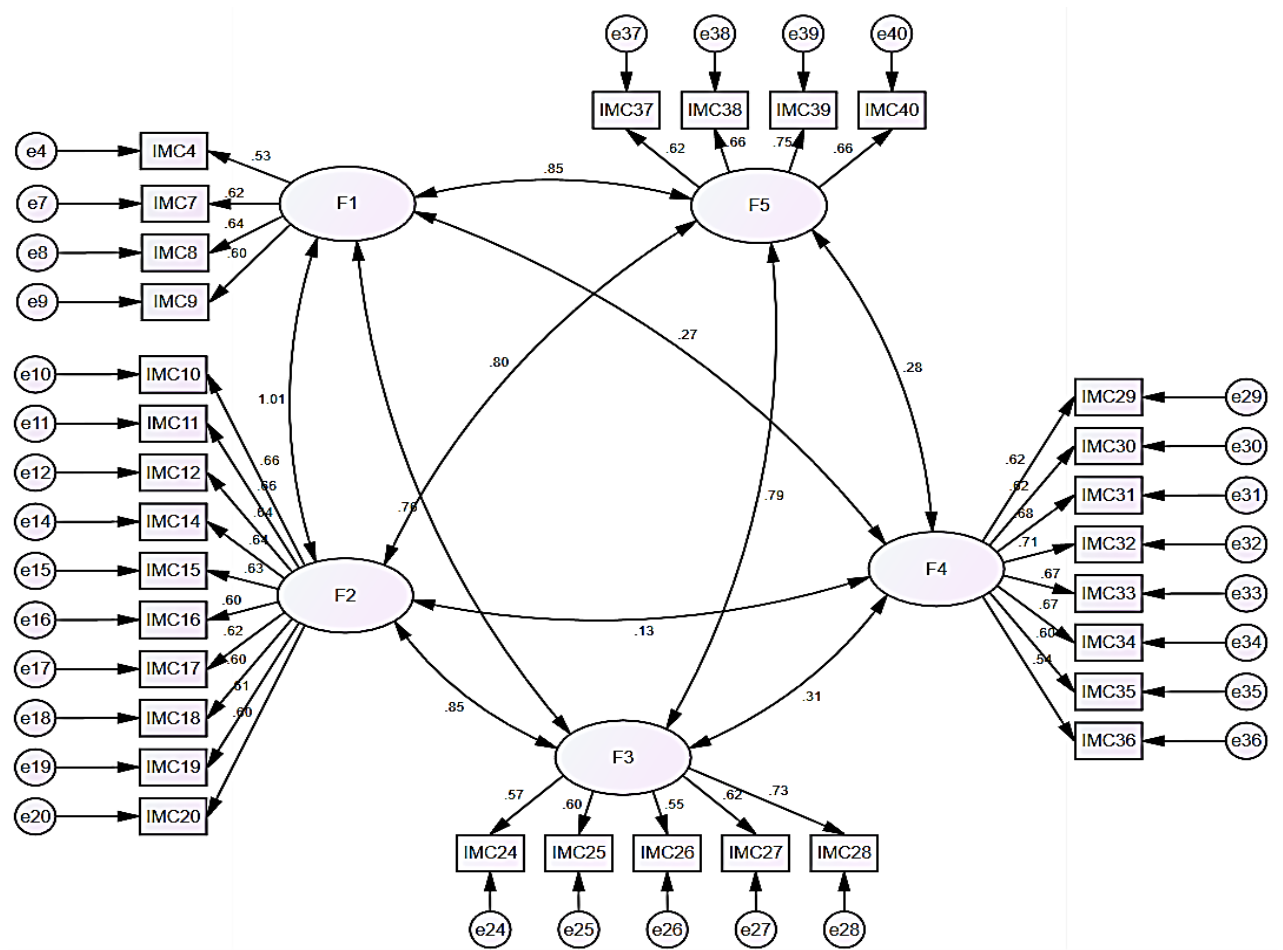 e37 e38 e39 e40
IMC37 IMC38 IMC39 IMC40
.62 .66 .75 .66
e4 IMC4 .53
e7 IMC7 .62
e8 IMC8 .64
e9 IMC9 .60
F1
F5
.85
.27
.80
.28
1.01
.76
.79
e10 IMC10 .66
e11 IMC11 .66
e12 IMC12 .64
e14 IMC14 .64
e15 IMC15 .63
e16 IMC16 .60
e17 IMC17 .62
e18 IMC18 .60
e19 IMC19 .61
e20 IMC20 .60
F2
F4
.62 IMC29 e29
.62 IMC30 e30
.68 IMC31 e31
.71 IMC32 e32
.67 IMC33 e33
.67 IMC34 e34
.60 IMC35 e35
.54 IMC36 e36
.13
.85
.31
F3
.57 .60 .55 .62 .73
IMC24 IMC25 IMC26 IMC27 IMC28
e24 e25 e26 e27 e28